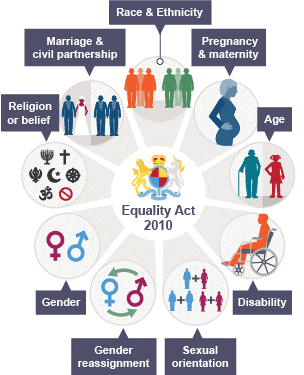 Race & Ethnicity
Marriage &
civil partnership
Pregnancy
& maternity
Religion
or belief
Age
Equality Act
2010
Gender
Disability
Gender
reassignment
Sexual
orientation